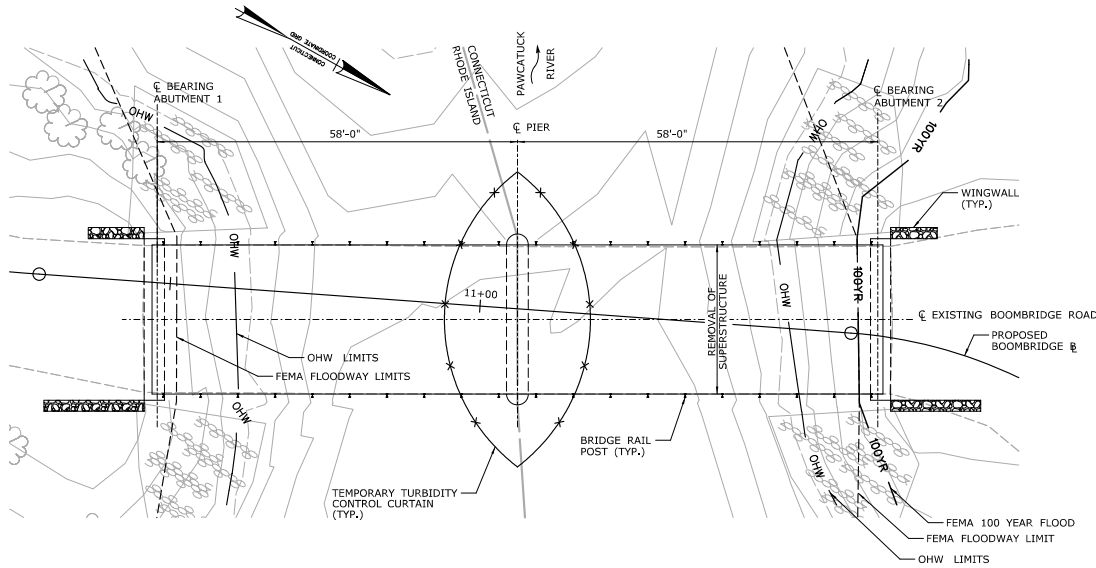 CONNECTICUT
COORDINATE GRID
CONNECTICUT
RHODE ISLAND
PAWCATUCK
RIVER
℄ BEARING
ABUTMENT 1
OHW
58'-0"
℄ PIER
58'-0"
℄ BEARING
ABUTMENT 2
OHW
100YR
WINGWALL
(TYP.)
OHW
11+00
REMOVAL OF
SUPERSTRUCTURE
OHW
100YR
℄ EXISTING BOOMBRIDGE ROAD
PROPOSED
BOOMBRIDGE ⅊
OHW LIMITS
FEMA FLOODWAY LIMITS
OHW
BRIDGE RAIL
POST (TYP.)
OHW
100YR
TEMPORARY TURBIDITY
CONTROL CURTAIN
(TYP.)
FEMA 100 YEAR FLOOD
FEMA FLOODWAY LIMIT
OHW LIMITS